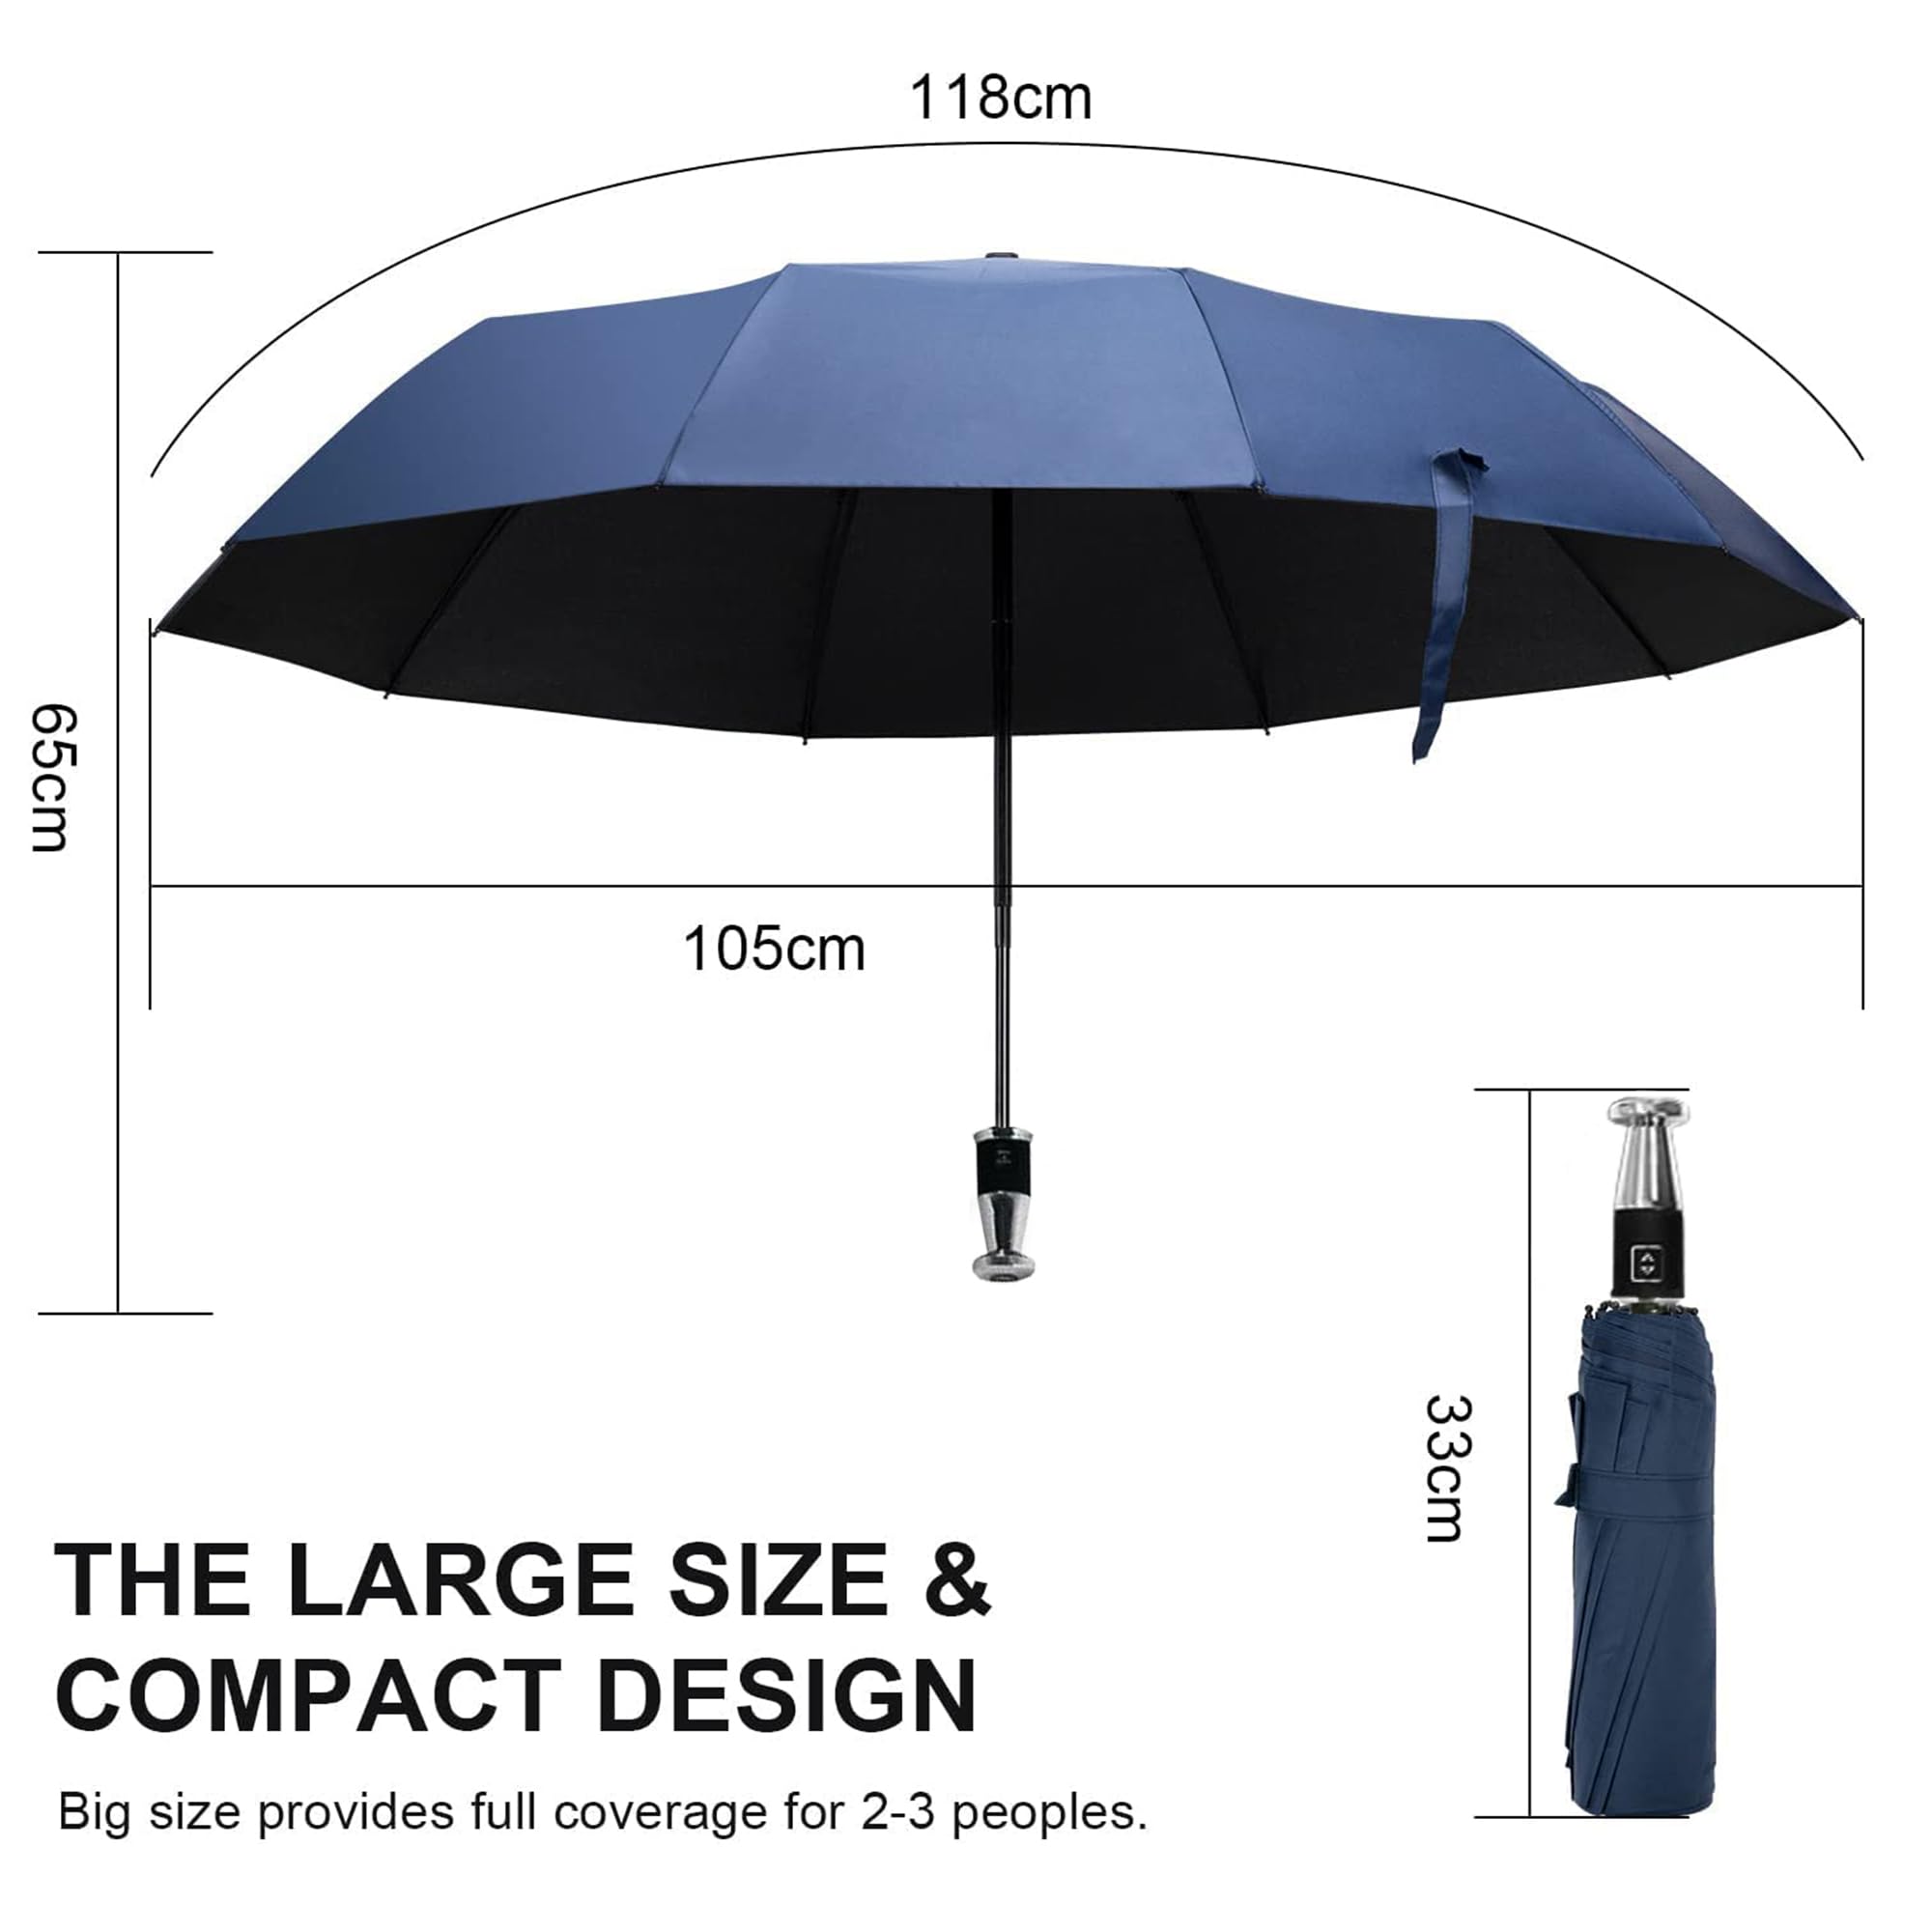 118cm
65cm
105cm
33cm
THE LARGE SIZE &
COMPACT DESIGN
Big size provides full coverage for 2-3 peoples.